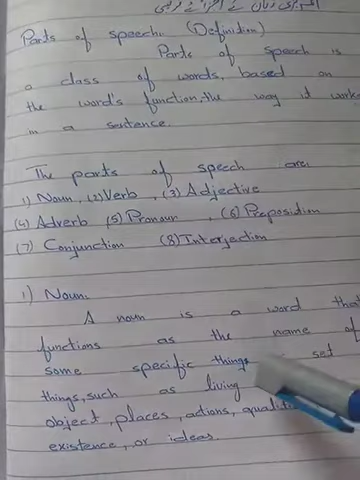 Parts of speech. (Definition)
Parts of speech is
a class of words, based on
the word's function, the way it work
in a sentence.
The parts of speech are:
1) Noun, (2) Verb, (3) Adjective
(4) Adverb, (5) Pronoun, (6) Preposition
(7) Conjunction (8) Interjection
1) Noun.
A noun is a word that
functions as the name of
some specific things set
things, such as living
object, places, actions,
existence, or ideas